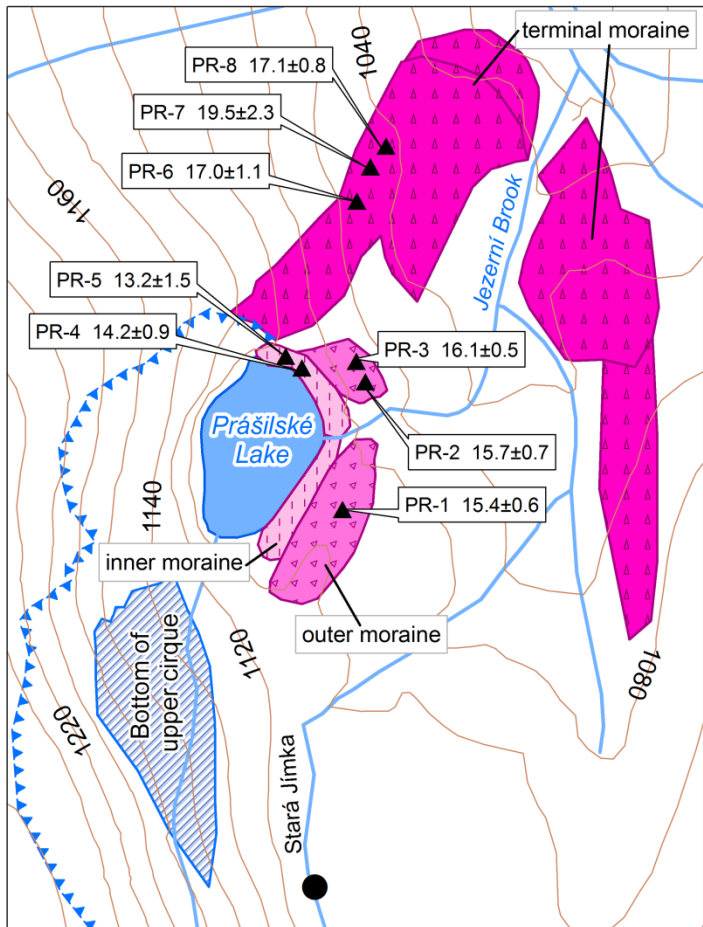 terminal moraine
1040
PR-8 17.1±0.8
PR-7 19.5±2.3
PR-6 17.0±1.1
1160
Jezerní Brook
PR-5 13.2±1.5
PR-4 14.2±0.9
PR-3 16.1±0.5
Prášilské
Lake
PR-2 15.7±0.7
1140
PR-1 15.4±0.6
inner moraine
outer moraine
1120
Bottom of
upper cirque
1080
1220
Stará Jímka